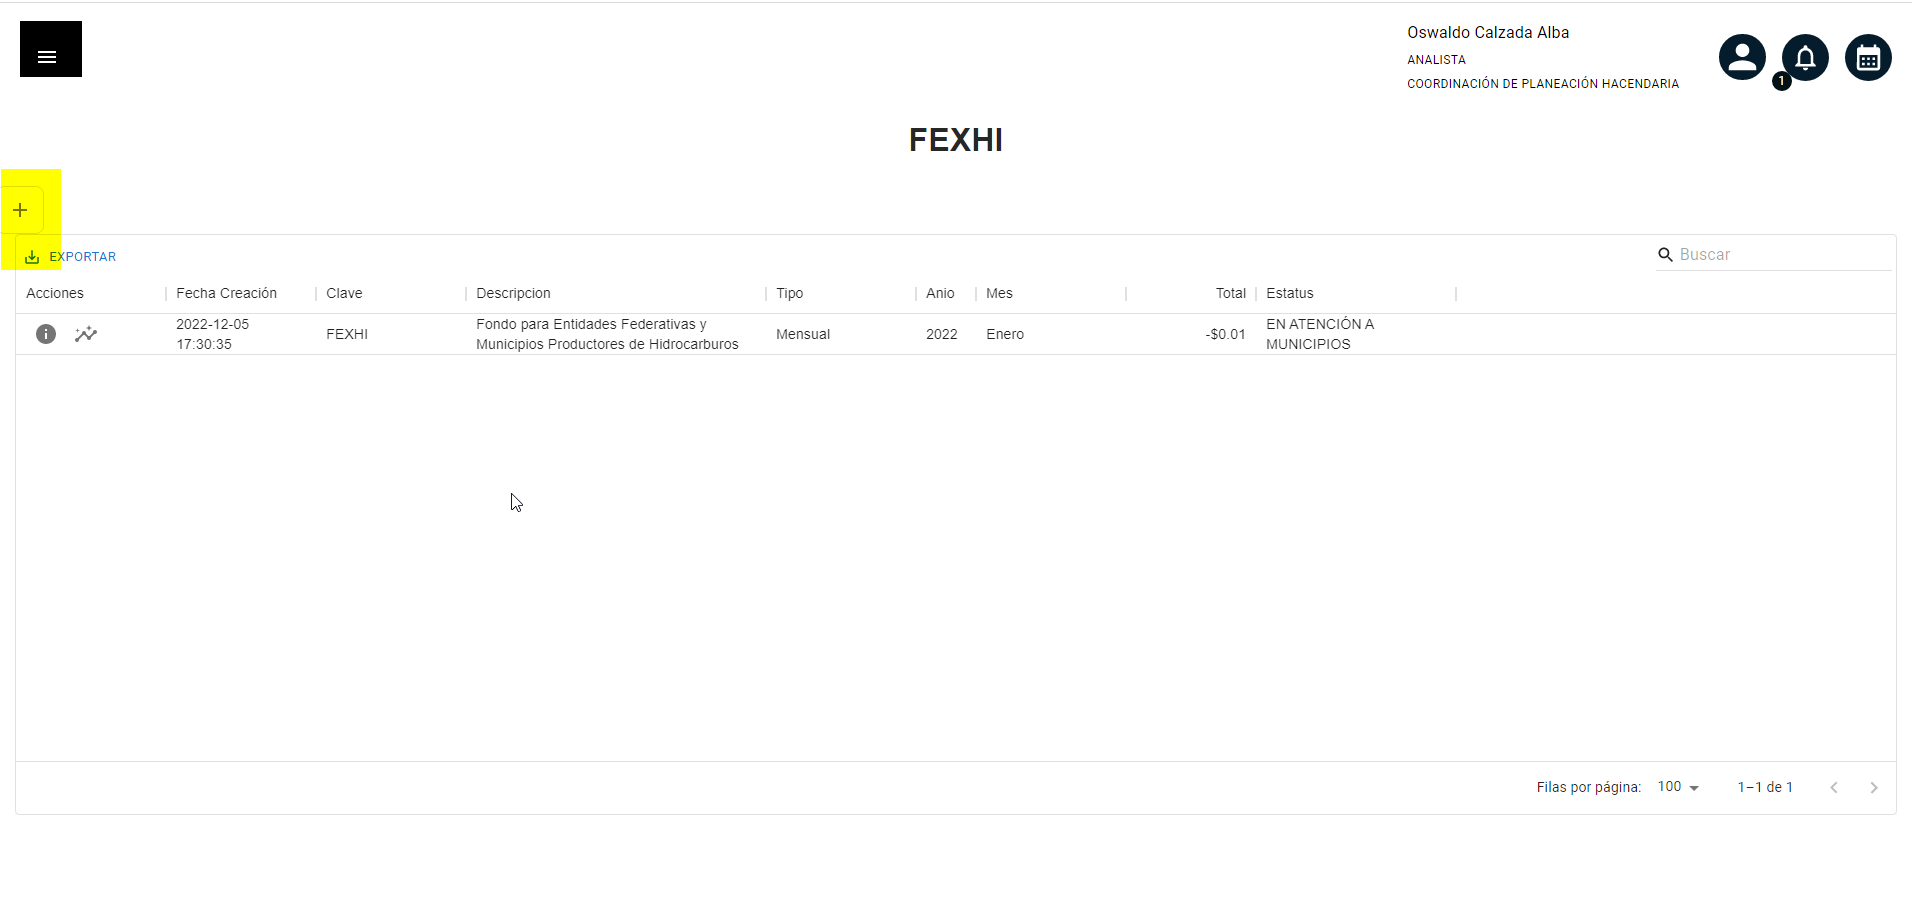 Oswaldo Calzada Alba
ANALISTA
COORDINACIÓN DE PLANEACIÓN HACENDARIA
1
FEXHI
EXPORTAR
Buscar
Acciones Fecha Creación Clave Descripcion Tipo Anio Mes Total Estatus
2022-12-05 17:30:35 FEXHI Fondo para Entidades Federativas y Municipios Productores de Hidrocarburos Mensual 2022 Enero -$0.01 EN ATENCIÓN A MUNICIPIOS
Filas por página: 100 1–1 de 1